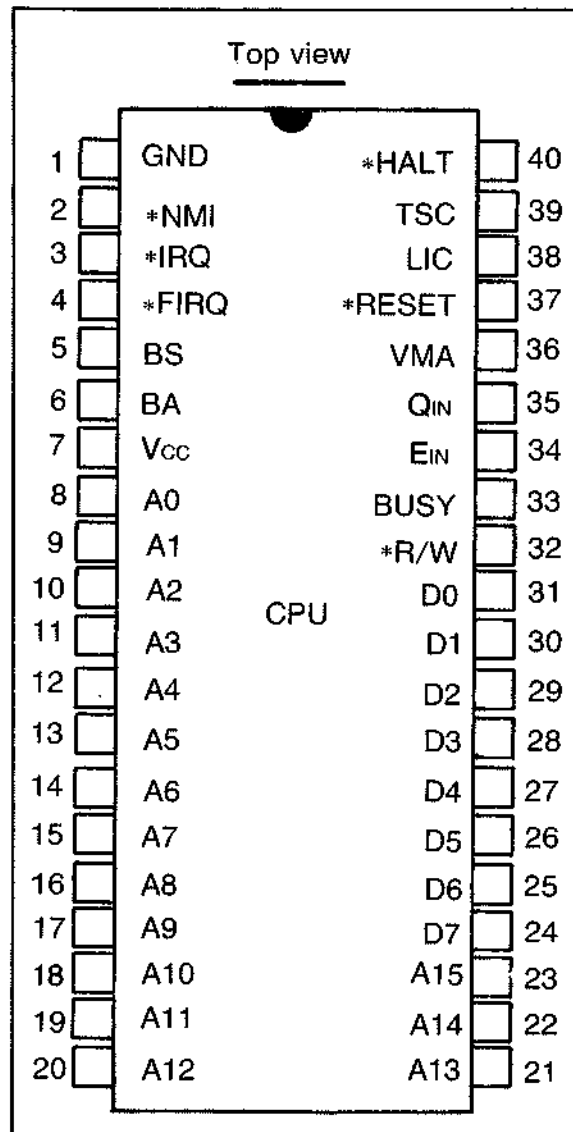 Top view
1 GND *HALT 40
2 *NMI TSC 39
3 *IRQ LIC 38
4 *FIRQ *RESET 37
5 BS VMA 36
6 BA QIN 35
7 VCC EIN 34
8 A0 BUSY 33
9 A1 *R/W 32
10 A2 D0 31
CPU
11 A3 D1 30
12 A4 D2 29
13 A5 D3 28
14 A6 D4 27
15 A7 D5 26
16 A8 D6 25
17 A9 D7 24
18 A10 A15 23
19 A11 A14 22
20 A12 A13 21